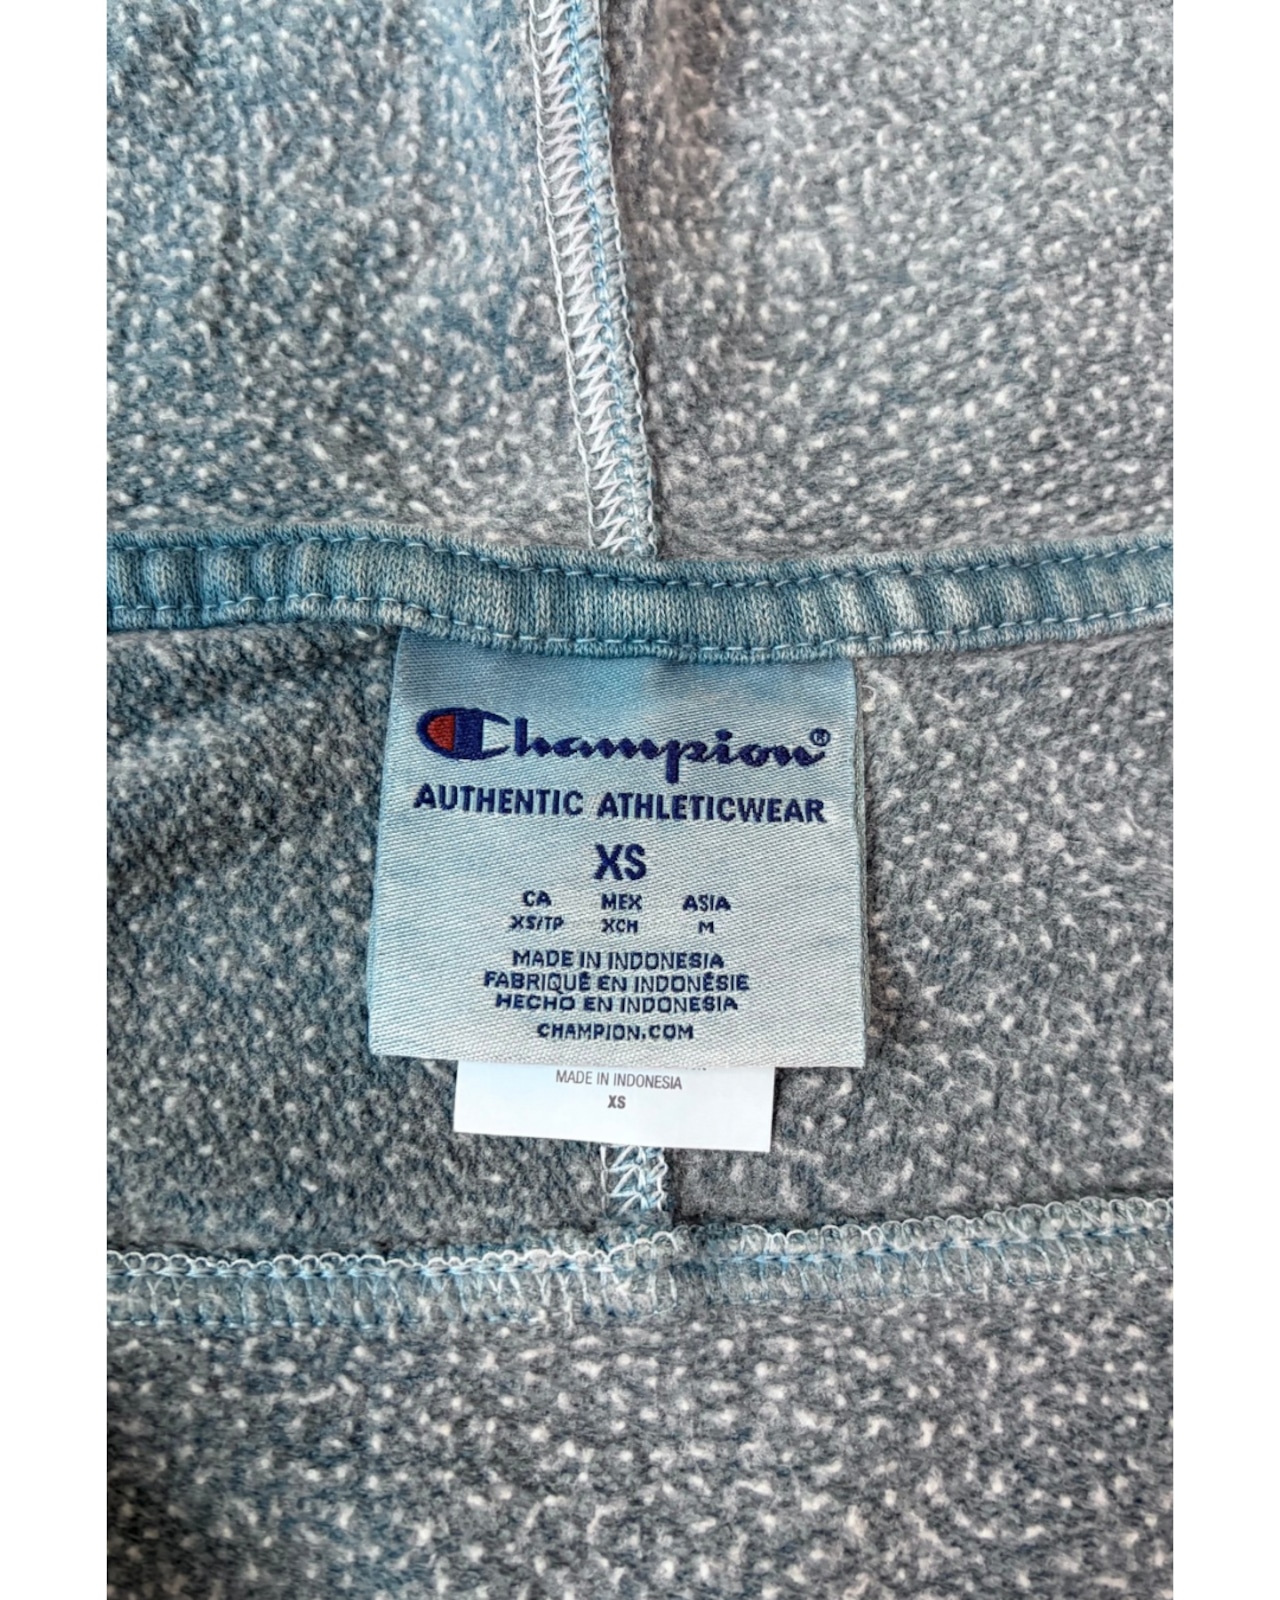 Champion®
AUTHENTIC ATHLETICWEAR
XS
CA MEX ASIA
XS/TP XCH M
MADE IN INDONESIA
FABRIQUÉ EN INDONÉSIE
HECHO EN INDONESIA
CHAMPION.COM
MADE IN INDONESIA
XS